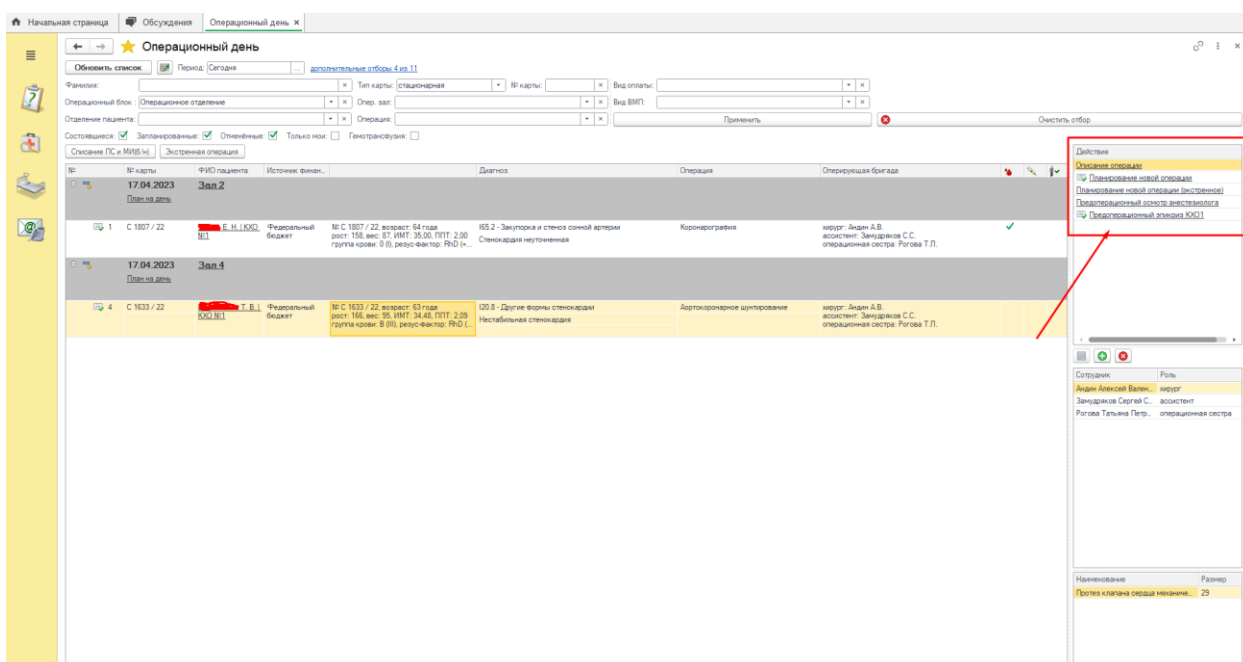 Начальная страница Обсуждения Операционный день ×
Операционный день
Обновить список Период: Сегодня ... дополнительные отборы 4 из 11
Фамилия: × Тип карты: стационарная № карты: × Вид оплаты: ×
Операционный блок : Операционное отделение × Опер. зал: × Вид ВМП: ×
Отделение пациента: × Операция: × Применить Очистить отбор
Состоявшиеся: Запланированные: Отменённые: Только мои: Гемотрансфузия:
Списание ПС и МИ(б/н) Экстренная операция
№ № карты ФИО пациента Источник финан... Диагноз Операция Оперирующая бригада
17.04.2023 Зал 2
План на день
1 С 1807 / 22 Е. Н. | КХО №1 Федеральный бюджет
№ С 1807 / 22, возраст: 64 года
рост: 158, вес: 87, ИМТ: 35,00, ППТ: 2,00
группа крови: 0 (I), резус-фактор: RhD (+...
I65.2 - Закупорка и стеноз сонной артерии
Стенокардия неуточненная
Коронарография
хирург: Андин А.В.
ассистент: Замудряков С.С.
операционная сестра: Рогова Т.П.
17.04.2023 Зал 4
План на день
4 С 1633 / 22 Т. В. | КХО №1 Федеральный бюджет
№ С 1633 / 22, возраст: 63 года
рост: 166, вес: 95, ИМТ: 34,48, ППТ: 2,09
группа крови: B (III), резус-фактор: RhD (...
I20.8 - Другие формы стенокардии
Нестабильная стенокардия
Аортокоронарное шунтирование
хирург: Андин А.В.
ассистент: Замудряков С.С.
операционная сестра: Рогова Т.П.
Действие
Описание операции
Планирование новой операции
Планирование новой операции (экстренное)
Предоперационный осмотр анестезиолога
Предоперационный эпикриз КХО1
Сотрудник Роль
Андин Алексей Вален... хирург
Замудряков Сергей С... ассистент
Рогова Татьяна Петр... операционная сестра
Наименование Размер
Протез клапана сердца механиче... 29